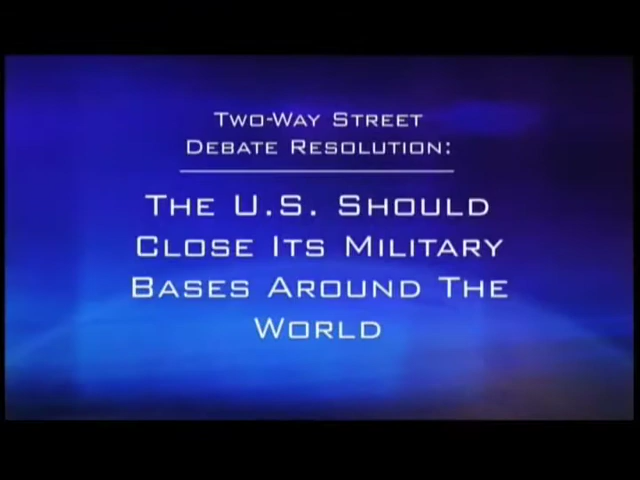 Two-Way Street
Debate Resolution:
The U.S. Should
Close Its Military
Bases Around The
World